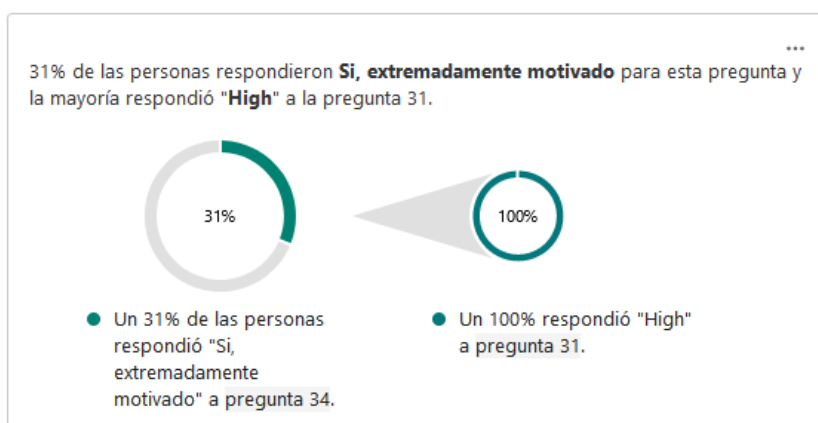 ...
31% de las personas respondieron Si, extremadamente motivado para esta pregunta y
la mayoría respondió "High" a la pregunta 31.
31%
100%
Un 31% de las personas
respondió "Si,
extremadamente
motivado" a pregunta 34.
Un 100% respondió "High"
a pregunta 31.